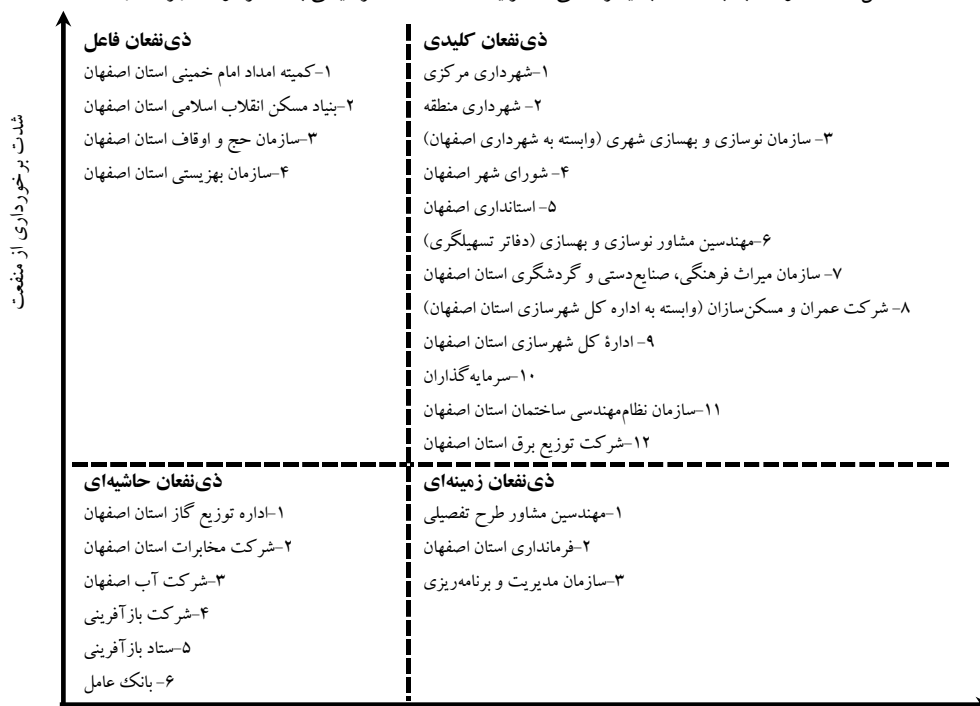 ذی‌نفعان کلیدی
۱-شهرداری مرکزی
۲- شهرداری منطقه
۳- سازمان نوسازی و بهسازی شهری (وابسته به شهرداری اصفهان)
۴- شورای شهر اصفهان
۵- استانداری اصفهان
۶-مهندسین مشاور نوسازی و بهسازی (دفاتر تسهیلگری)
۷- سازمان میراث فرهنگی، صنایع‌دستی و گردشگری استان اصفهان
۸- شرکت عمران و مسکن‌سازان (وابسته به اداره کل شهرسازی استان اصفهان)
۹- ادارۀ کل شهرسازی استان اصفهان
۱۰-سرمایه‌گذاران
۱۱-سازمان نظام‌مهندسی ساختمان استان اصفهان
۱۲-شرکت توزیع برق استان اصفهان
ذی‌نفعان فاعل
۱-کمیته امداد امام خمینی استان اصفهان
۲-بنیاد مسکن انقلاب اسلامی استان اصفهان
۳-سازمان حج و اوقاف استان اصفهان
۴-سازمان بهزیستی استان اصفهان
شدت برخورداری از منفعت
ذی‌نفعان زمینه‌ای
۱-مهندسین مشاور طرح تفصیلی
۲-فرمانداری استان اصفهان
۳-سازمان مدیریت و برنامه‌ریزی
ذی‌نفعان حاشیه‌ای
۱-اداره توزیع گاز استان اصفهان
۲-شرکت مخابرات استان اصفهان
۳-شرکت آب اصفهان
۴-شرکت بازآفرینی
۵-ستاد بازآفرینی
۶- بانک عامل